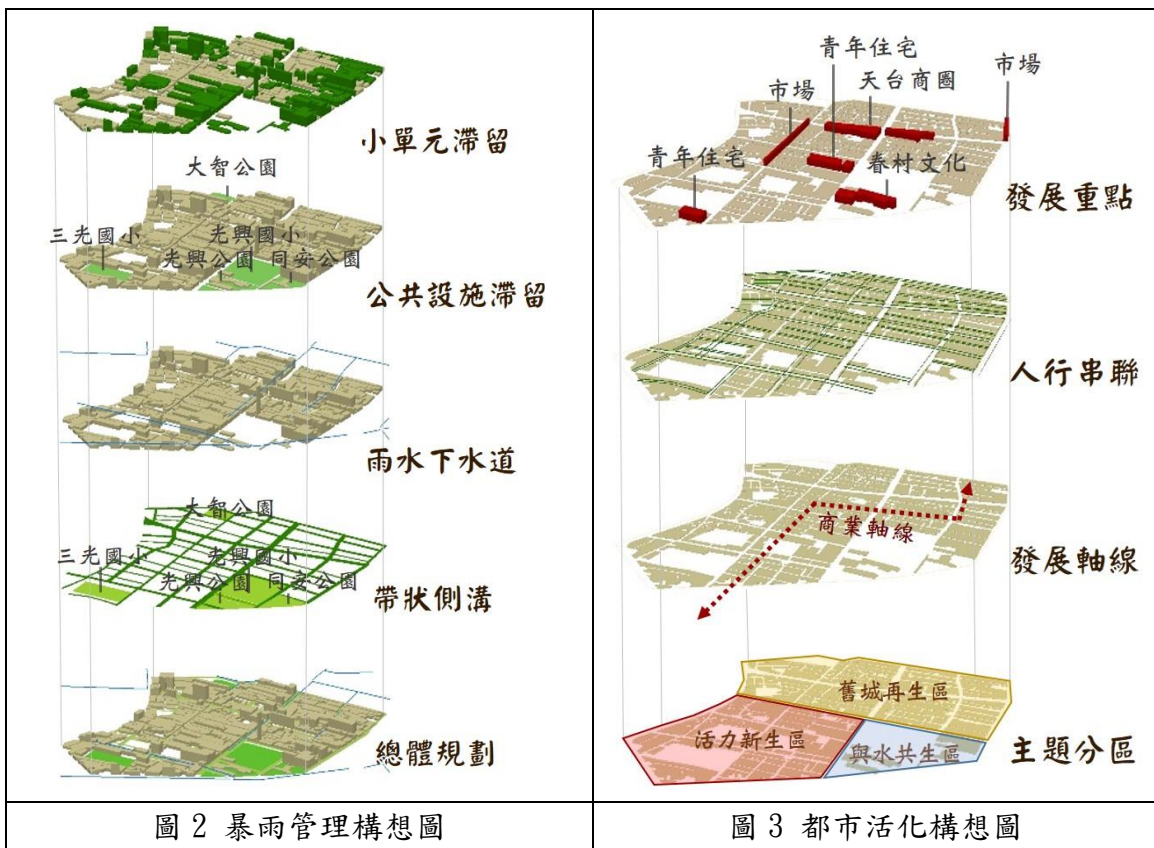 小單元滯留
大智公園
三光國小
光興國小
光興公園
同安公園
公共設施滯留
雨水下水道
大智公園
三光國小
光興國小
光興公園
同安公園
帶狀側溝
總體規劃
圖 2 暴雨管理構想圖
青年住宅
市場
天台商圈
市場
青年住宅
眷村文化
發展重點
人行串聯
商業軸線
發展軸線
舊城再生區
活力新生區
與水共生區
主題分區
圖 3 都市活化構想圖